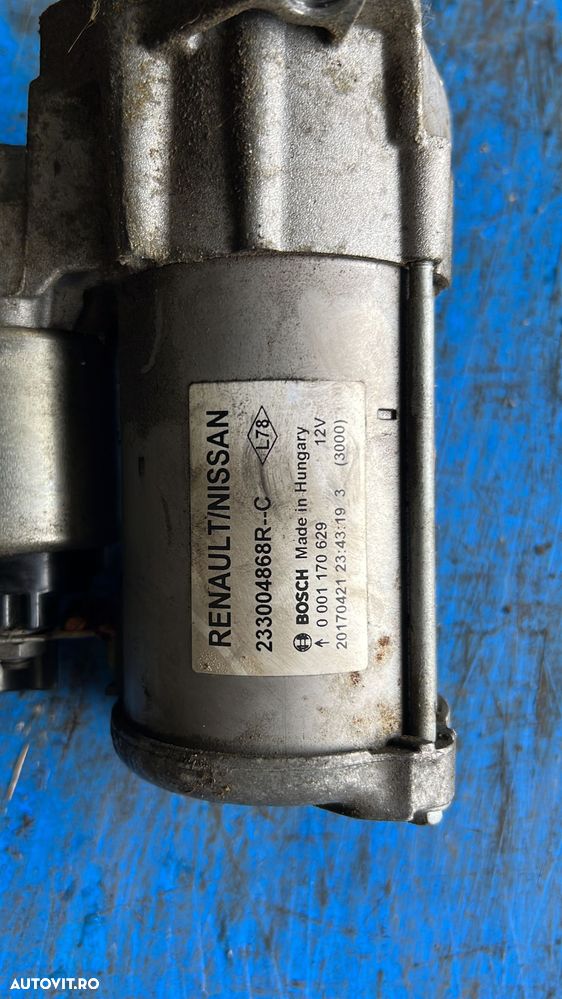 RENAULT/NISSAN
233004868R--C L78
BOSCH Made in Hungary
0 001 170 629 12V
20170421 23:43:19 3 (3000)
AUTOVIT.RO